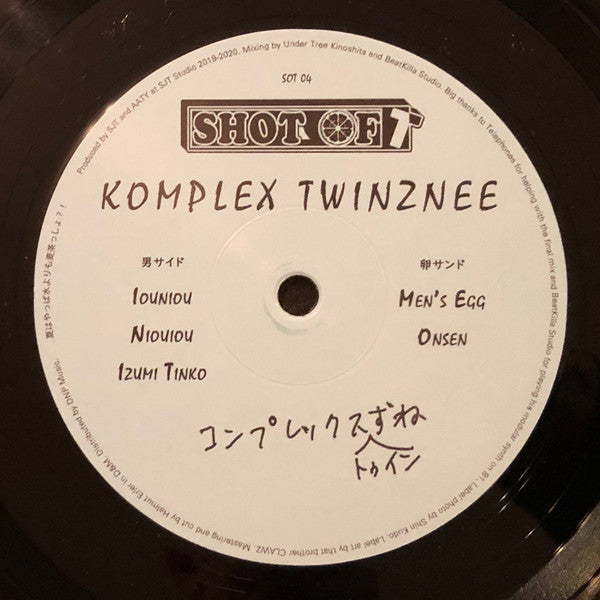 Produced by SJT and AATY at SJT Studio 2019-2020. Mixing by Under Tree Kinoshita and BeatKilla Studio. Big thanks to Telephones for helping with the final mix and BeatKilla Studio for playing his modular synth on B1. Label photo by Shin Kudo. Label art by that brother CLAWZ. Mastering and cut by Helmut Erler in D&M. Distributed by DNP Music.
夏はやっぱ水よりも麦茶っしょ?!
SOT 04
SHOT OF T
KOMPLEX TWINZNEE
男サイド
IOUNIOU
NIOUIOU
IZUMI TINKO
卵サンド
MEN'S EGG
ONSEN
コンプレックスずね
トゥイン